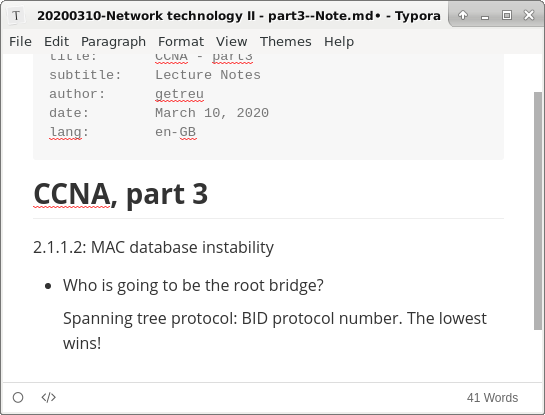 T 20200310-Network technology II - part3--Note.md• - Typora
File Edit Paragraph Format View Themes Help
title: CCNA - part3
subtitle: Lecture Notes
author: getreu
date: March 10, 2020
lang: en-GB
CCNA, part 3
2.1.1.2: MAC database instability
• Who is going to be the root bridge?
Spanning tree protocol: BID protocol number. The lowest
wins!
</> 41 Words